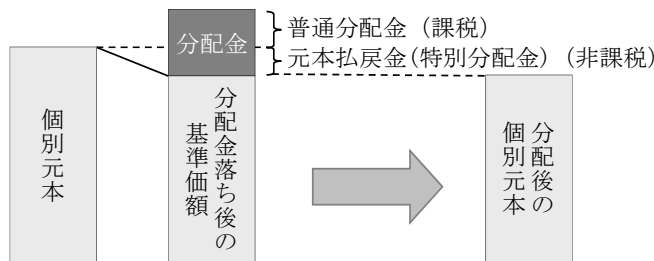 分配金
普通分配金（課税）
元本払戻金(特別分配金)（非課税）
個別元本
分配金落ち後の
基準価額
分配後の
個別元本